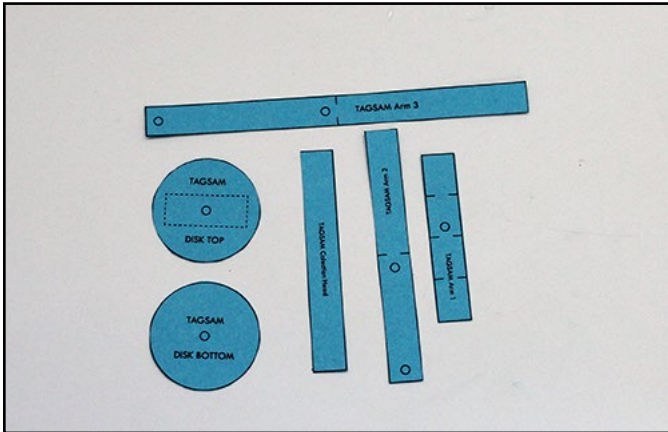 TAGSAM Arm 3
TAGSAM
DISK TOP
TAGSAM
DISK BOTTOM
TAGSAM Collection Head
TAGSAM Arm 2
TAGSAM Arm 1